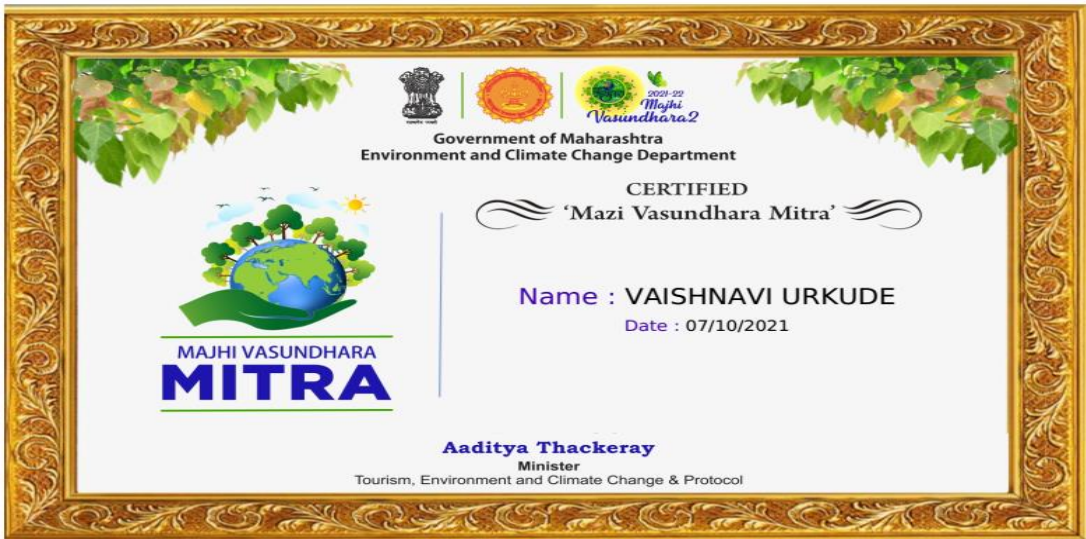 2021-22
Majhi
Vasundhara2
Government of Maharashtra
Environment and Climate Change Department
CERTIFIED
'Mazi Vasundhara Mitra'
Name : VAISHNAVI URKUDE
Date : 07/10/2021
MAJHI VASUNDHARA
MITRA
Aaditya Thackeray
Minister
Tourism, Environment and Climate Change & Protocol